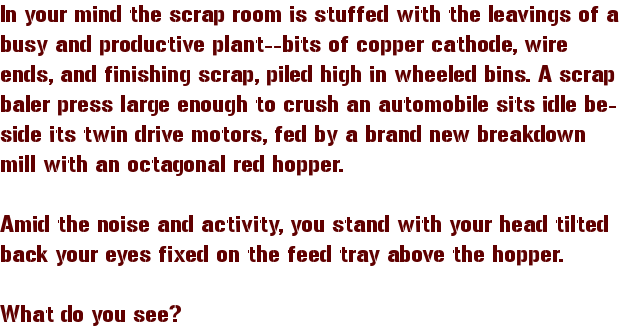 In your mind the scrap room is stuffed with the leavings of a
busy and productive plant--bits of copper cathode, wire
ends, and finishing scrap, piled high in wheeled bins. A scrap
baler press large enough to crush an automobile sits idle be-
side its twin drive motors, fed by a brand new breakdown
mill with an octagonal red hopper.

Amid the noise and activity, you stand with your head tilted
back your eyes fixed on the feed tray above the hopper.

What do you see?